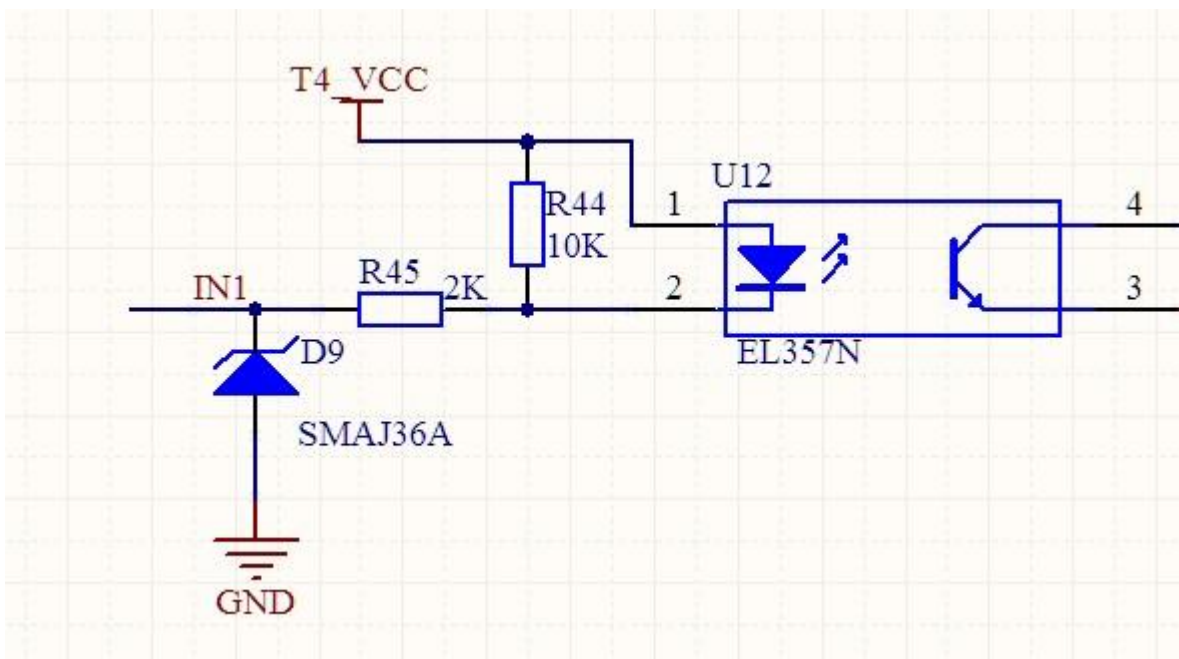 T4_VCC
U12
1
R44
4
10K
R45
2K
IN1
2
3
D9
EL357N
SMAJ36A
GND